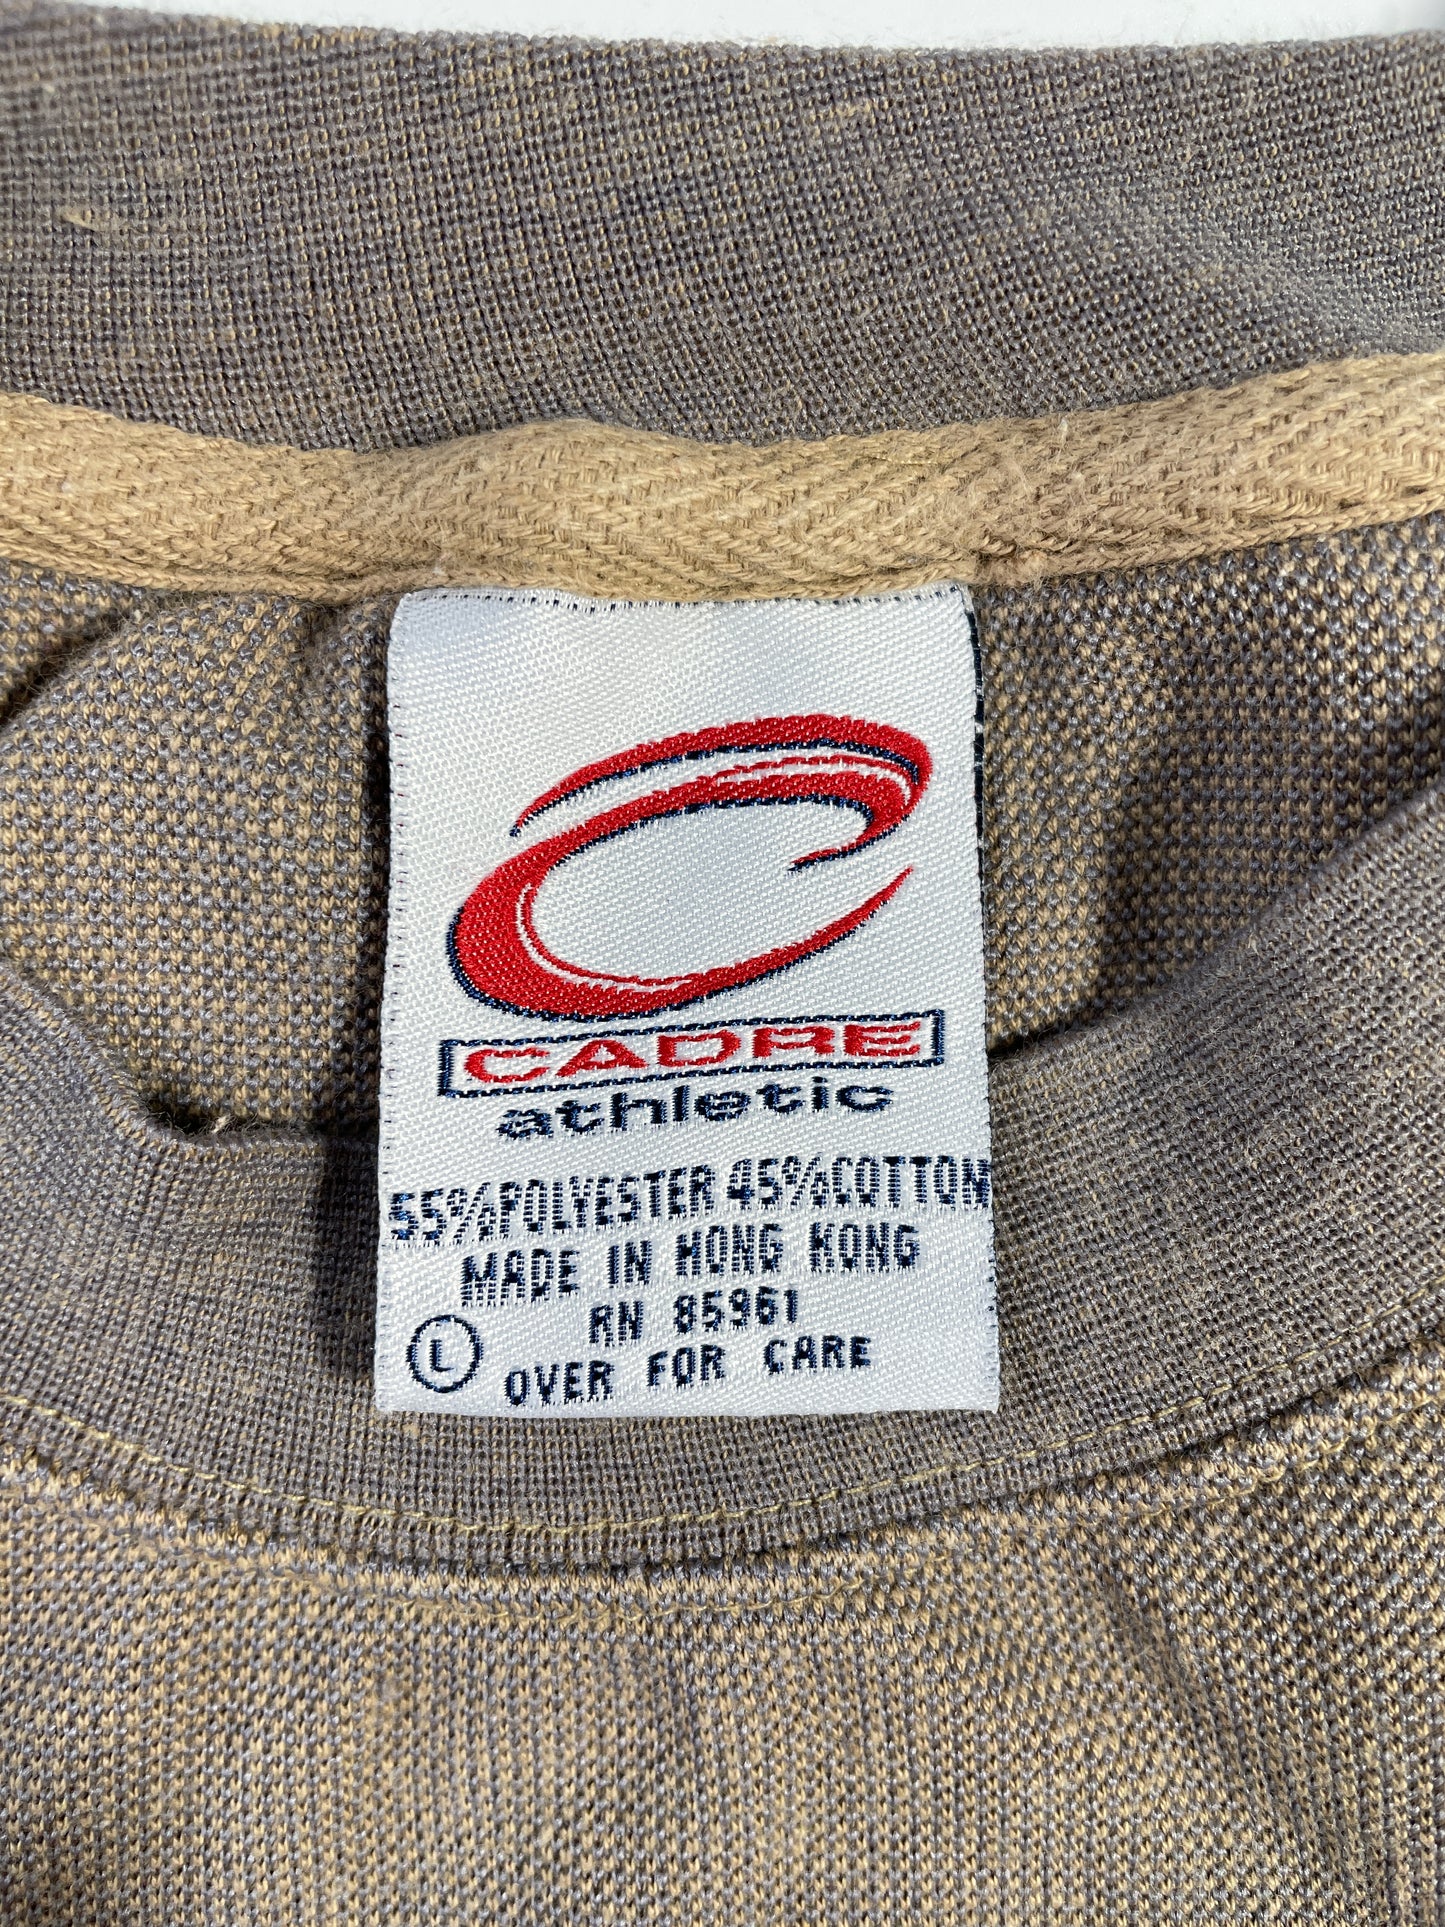 CADRE
athletic
55%POLYESTER 45%COTTON
MADE IN HONG KONG
RN 85961
L OVER FOR CARE